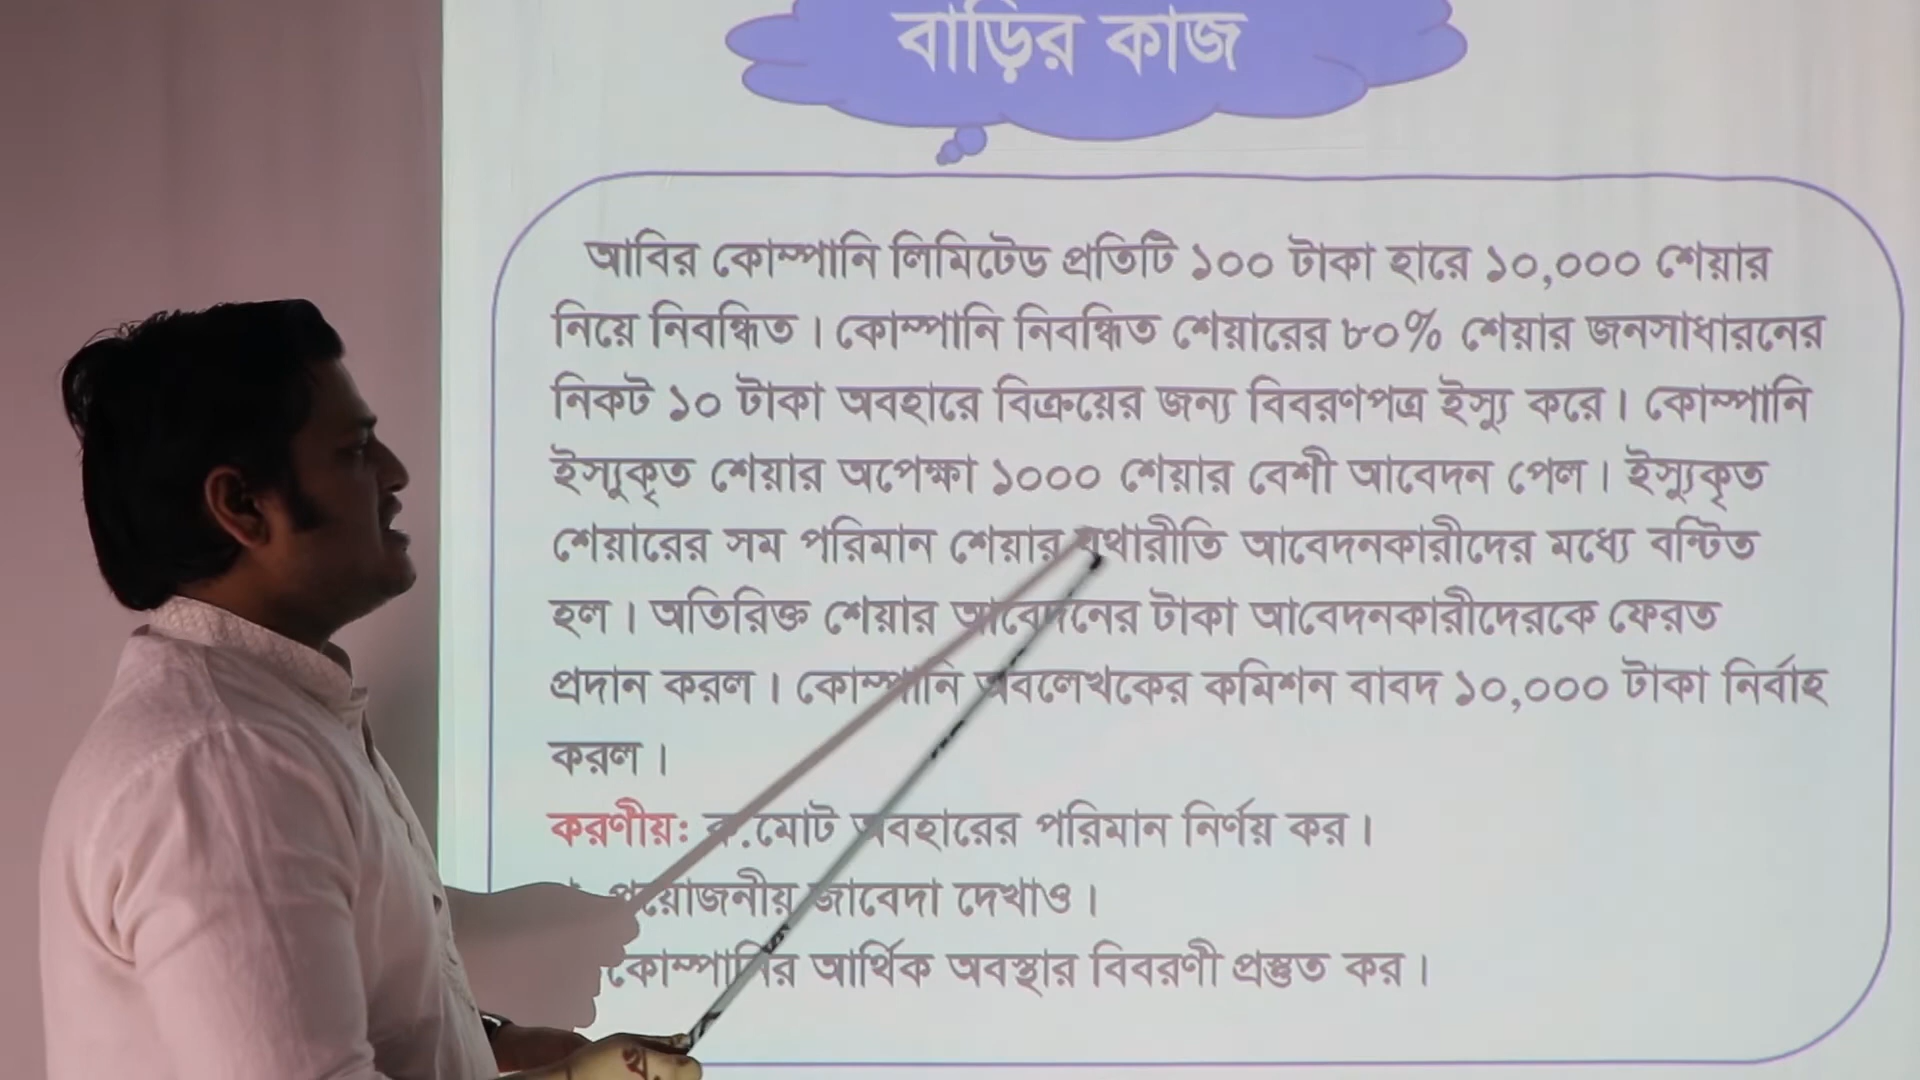 বাড়ির কাজ
আবির কোম্পানি লিমিটেড প্রতিটি ১০০ টাকা হারে ১০,০০০ শেয়ার
নিয়ে নিবন্ধিত। কোম্পানি নিবন্ধিত শেয়ারের ৮০% শেয়ার জনসাধারনের
নিকট ১০ টাকা অবহারে বিক্রয়ের জন্য বিবরণপত্র ইস্যু করে। কোম্পানি
ইস্যুকৃত শেয়ার অপেক্ষা ১০০০ শেয়ার বেশী আবেদন পেল। ইস্যুকৃত
শেয়ারের সম পরিমান শেয়ার যথারীতি আবেদনকারীদের মধ্যে বন্টিত
হল। অতিরিক্ত শেয়ার আবেদনের টাকা আবেদনকারীদেরকে ফেরত
প্রদান করল। কোম্পানি অবলেখকের কমিশন বাবদ ১০,০০০ টাকা নির্বাহ
করল।
করণীয়: ক.মোট অবহারের পরিমান নির্ণয় কর।
প্রয়োজনীয় জাবেদা দেখাও।
কোম্পানির আর্থিক অবস্থার বিবরণী প্রস্তুত কর।